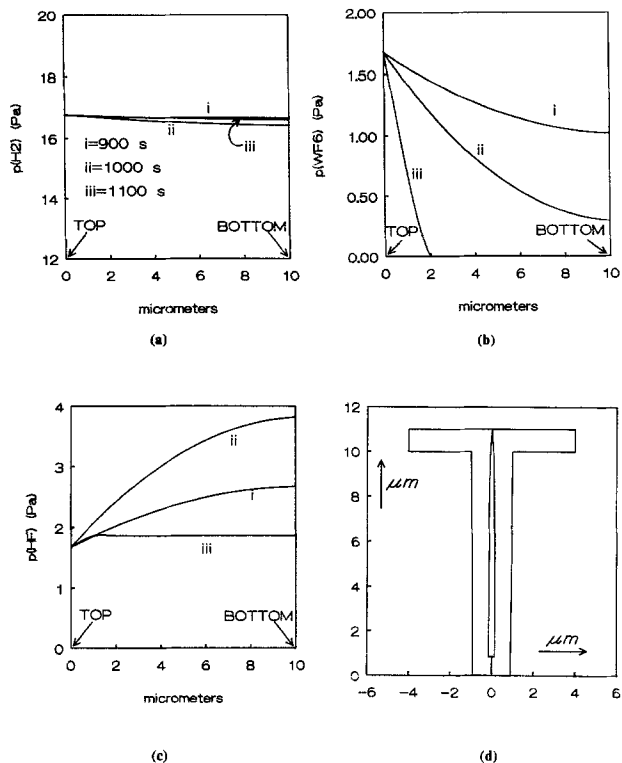 20
18
16
14
12
p(H2) (Pa)
i
ii
iii
i=900 s
ii=1000 s
iii=1100 s
TOP
BOTTOM
0 2 4 6 8 10
micrometers
(a)
2.00
1.50
1.00
0.50
0.00
p(WF6) (Pa)
i
ii
iii
TOP
BOTTOM
0 2 4 6 8 10
micrometers
(b)
4
3
2
1
0
p(HF) (Pa)
ii
i
iii
TOP
BOTTOM
0 2 4 6 8 10
micrometers
(c)
12
10
8
6
4
2
0
μm
μm
-6 -4 -2 0 2 4 6
(d)